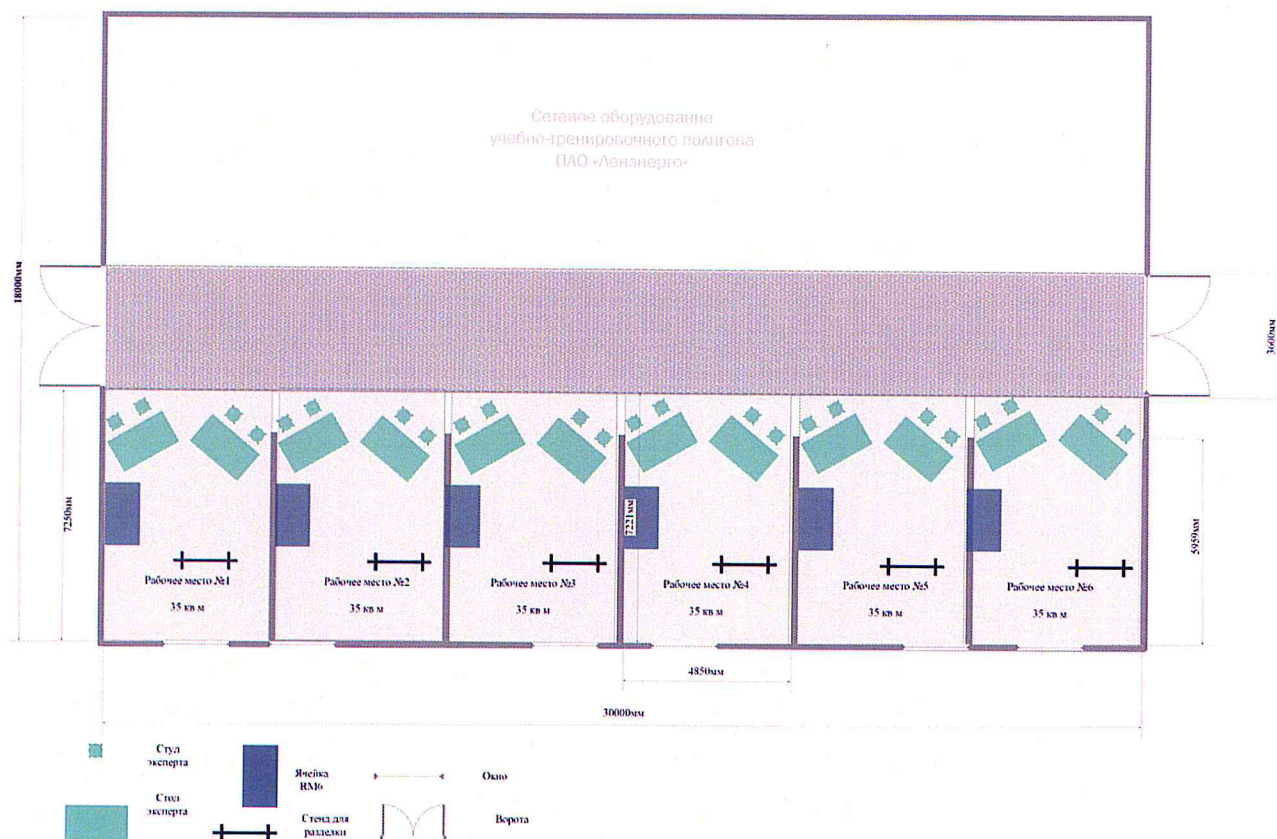 Сетевое оборудование
учебно-тренировочного полигона
ПАО «Ленэнерго»
18000мм
3600мм
7250мм
7221мм
5959мм
Рабочее место №1
35 кв м
Рабочее место №2
35 кв м
Рабочее место №3
35 кв м
Рабочее место №4
35 кв м
Рабочее место №5
35 кв м
Рабочее место №6
35 кв м
4850мм
30000мм
Стул
эксперта
Ячейка
RM6
Окно
Стол
эксперта
Стенд для
разделки
Ворота